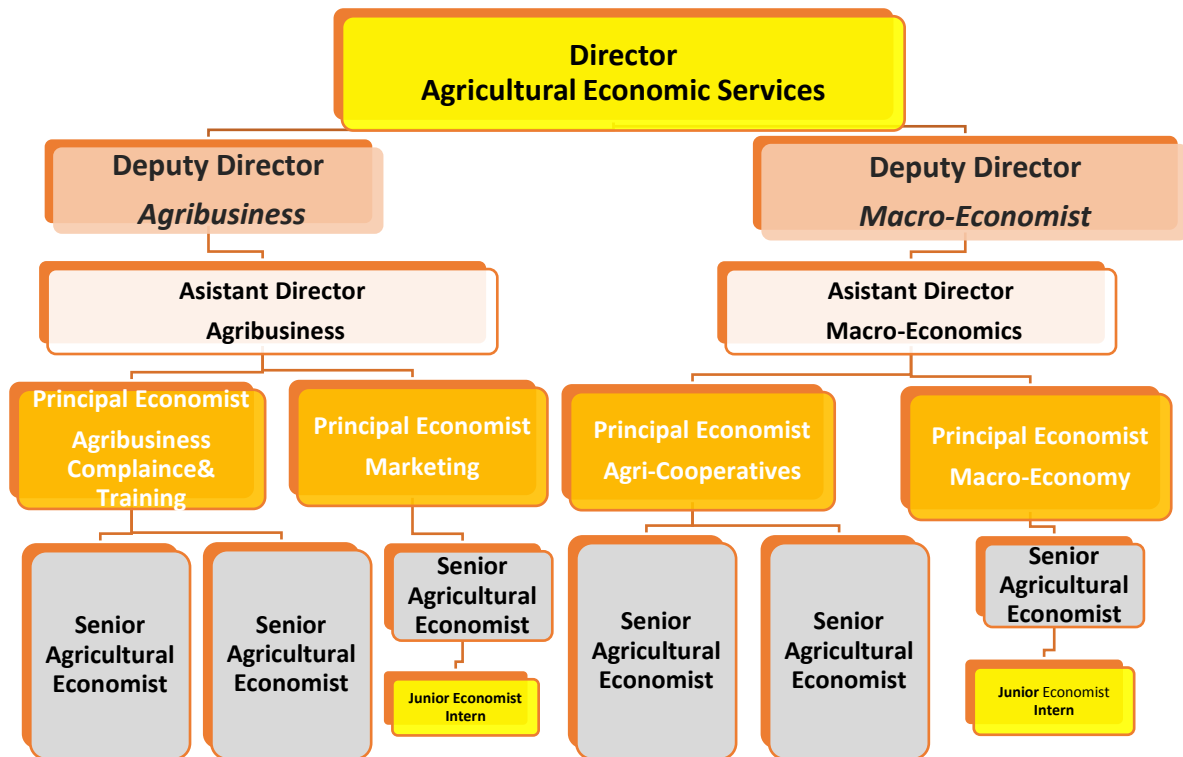 Director
Agricultural Economic Services
Deputy Director
Agribusiness
Deputy Director
Macro-Economist
Asistant Director
Agribusiness
Asistant Director
Macro-Economics
Principal Economist
Agribusiness
Complaince&
Training
Principal Economist
Marketing
Principal Economist
Agri-Cooperatives
Principal Economist
Macro-Economy
Senior
Agricultural
Economist
Senior
Agricultural
Economist
Senior
Agricultural
Economist
Junior Economist
Intern
Senior
Agricultural
Economist
Senior
Agricultural
Economist
Senior
Agricultural
Economist
Junior Economist
Intern